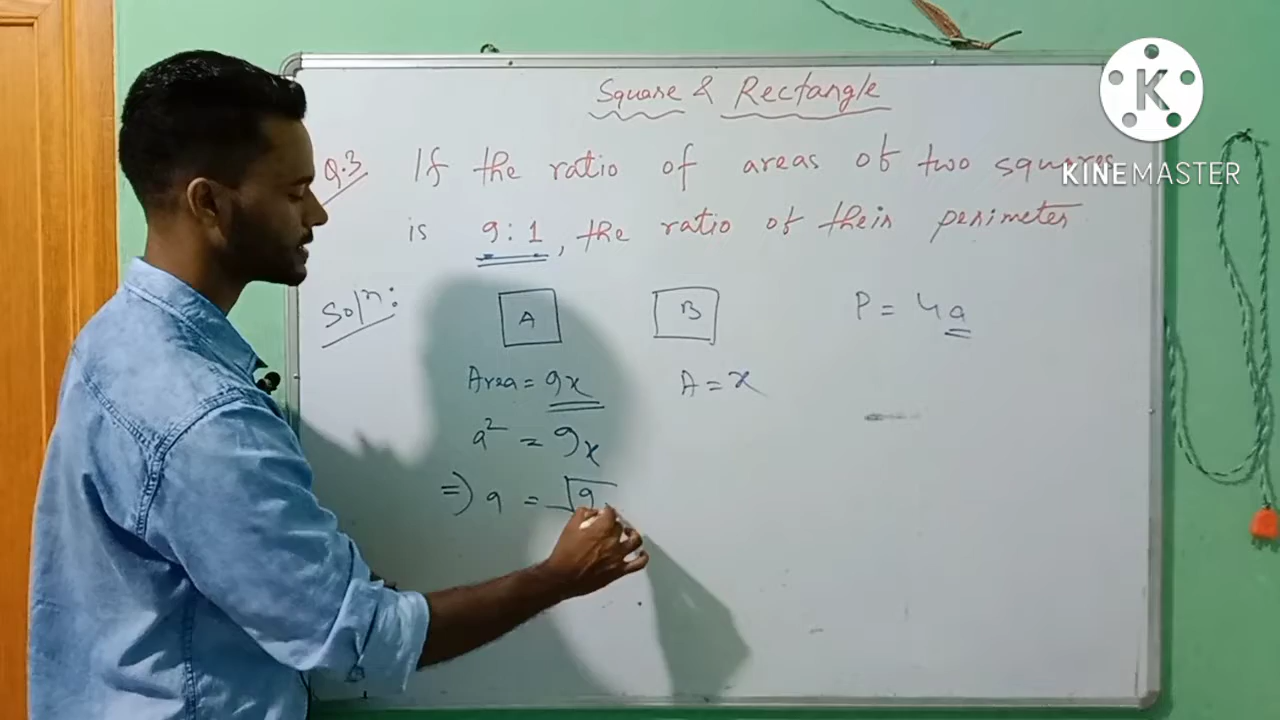 Square & Rectangle
Q.3 If the ratio of areas of two squares
is 9:1, the ratio of their perimeter
Solⁿ:
A B
P = 4a
Area = 9x A = x
a² = 9x
=) a = √9
K
KINEMASTER